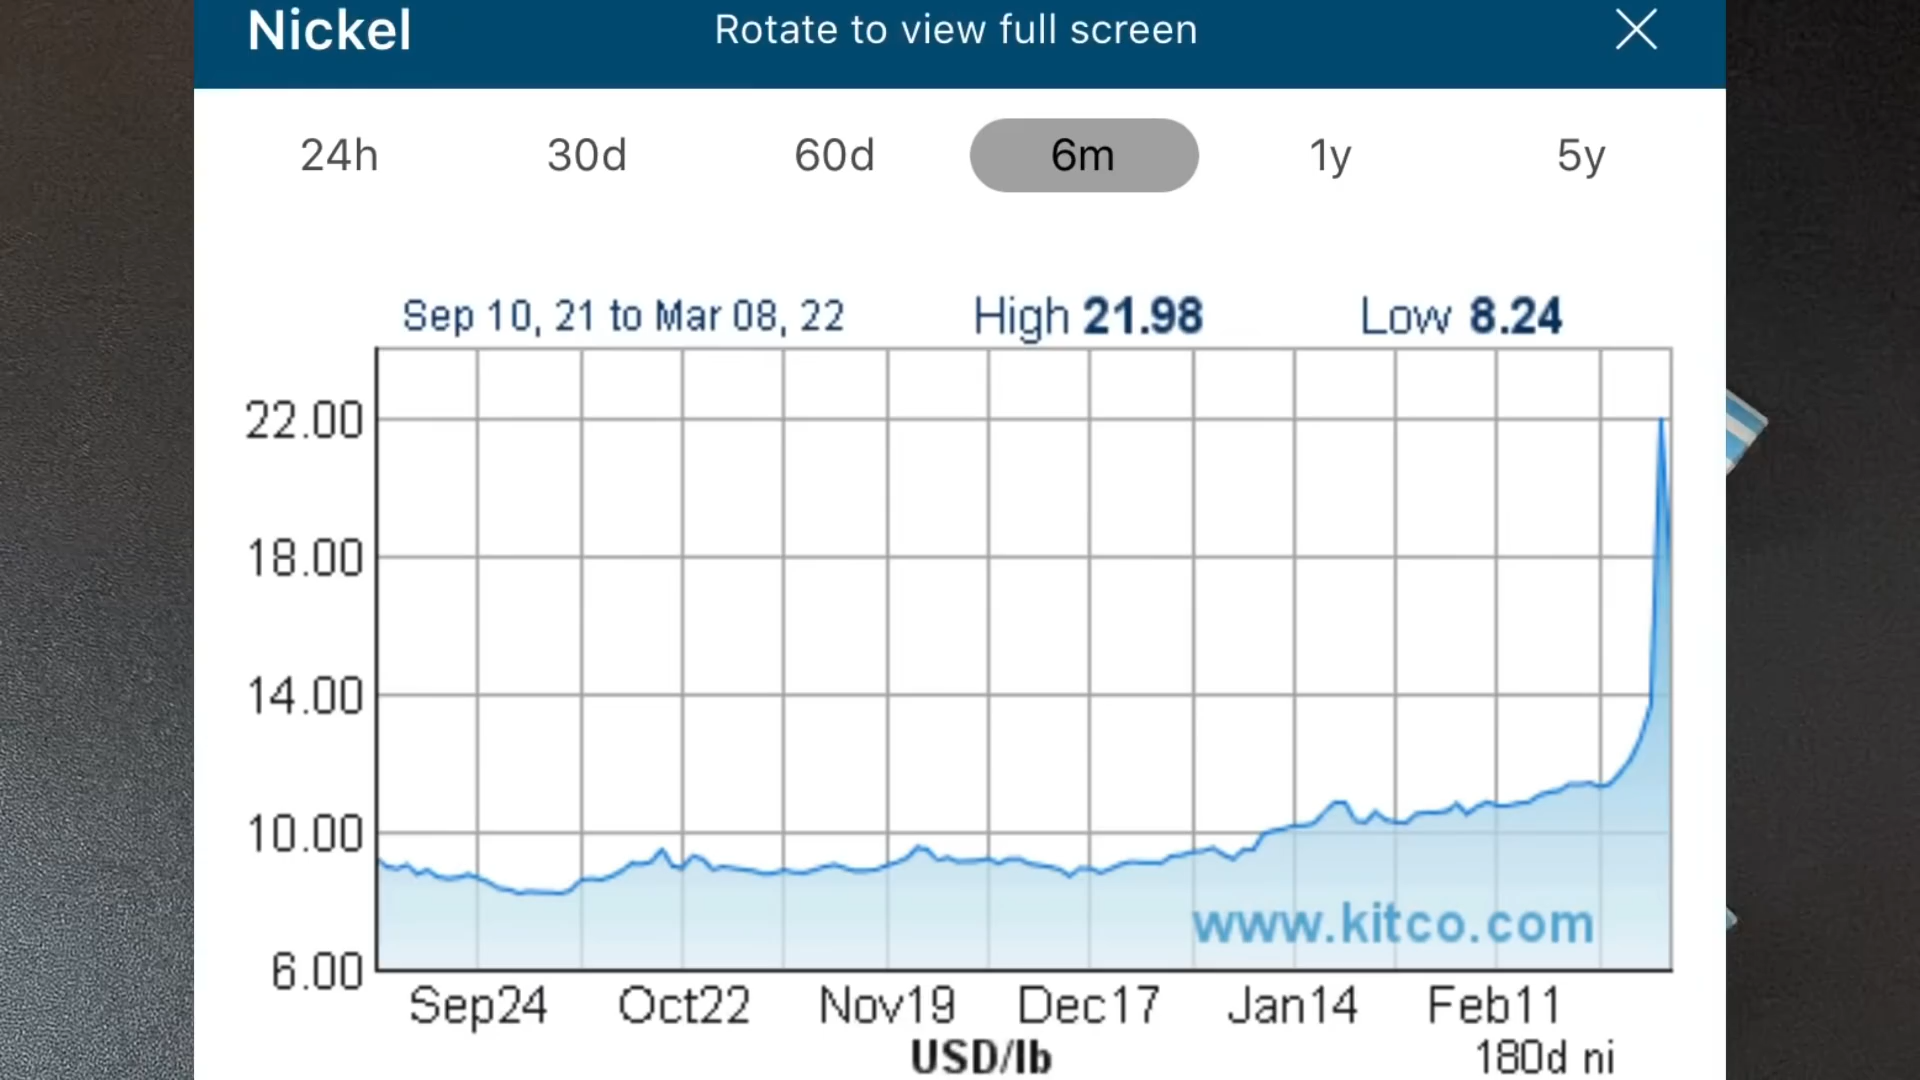 Nickel Rotate to view full screen
24h 30d 60d 6m 1y 5y
Sep 10, 21 to Mar 08, 22 High 21.98 Low 8.24
22.00
18.00
14.00
10.00
6.00
www.kitco.com
Sep24 Oct22 Nov19 Dec17 Jan14 Feb11
USD/lb 180d ni